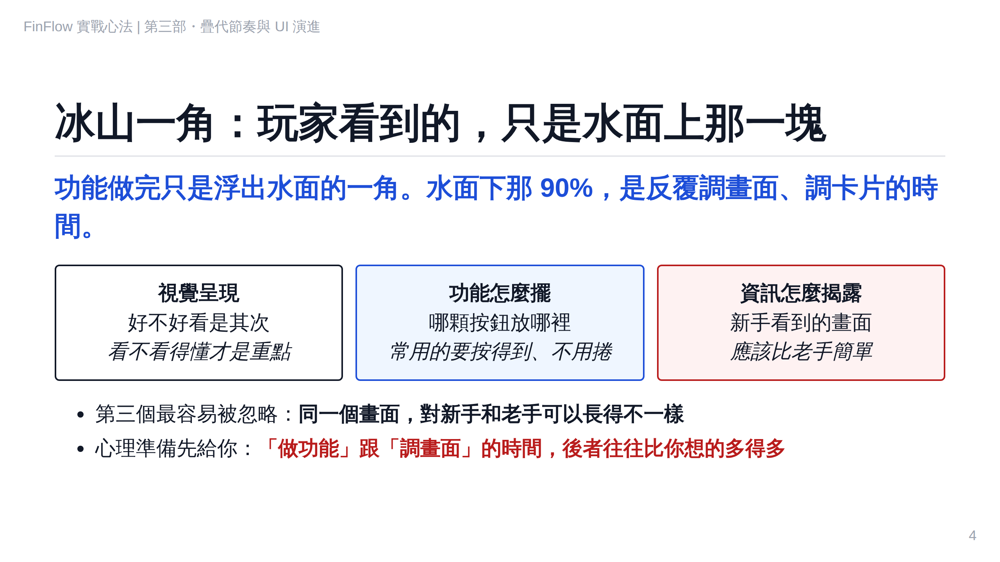 FinFlow 實戰心法 | 第三部・疊代節奏與 UI 演進
冰山一角：玩家看到的，只是水面上那一塊
功能做完只是浮出水面的一角。水面下那 90%，是反覆調畫面、調卡片的時
間。
視覺呈現
好不好看是其次
看不看得懂才是重點
功能怎麼擺
哪顆按鈕放哪裡
常用的要按得到、不用捲
資訊怎麼揭露
新手看到的畫面
應該比老手簡單
• 第三個最容易被忽略：同一個畫面，對新手和老手可以長得不一樣
• 心理準備先給你：「做功能」跟「調畫面」的時間，後者往往比你想的多得多
4